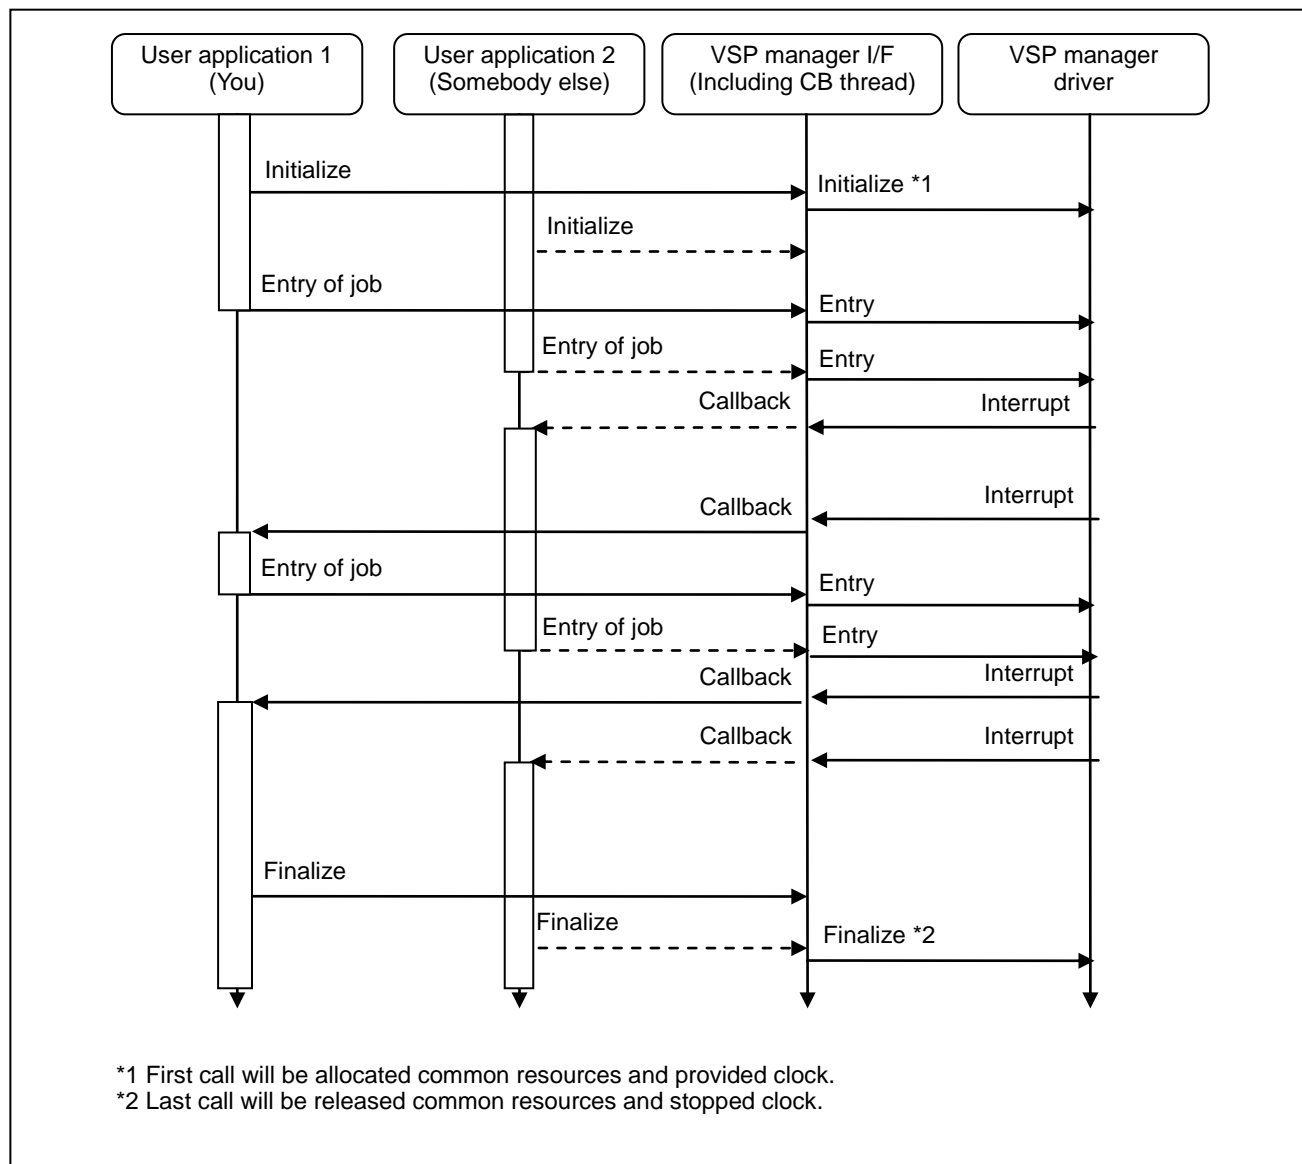 User application 1
(You)
User application 2
(Somebody else)
VSP manager I/F
(Including CB thread)
VSP manager
driver
Initialize
Initialize *1
Initialize
Entry of job
Entry
Entry of job
Entry
Callback
Interrupt
Callback
Interrupt
Entry of job
Entry
Entry of job
Entry
Callback
Interrupt
Callback
Interrupt
Finalize
Finalize
Finalize *2
*1 First call will be allocated common resources and provided clock.
*2 Last call will be released common resources and stopped clock.